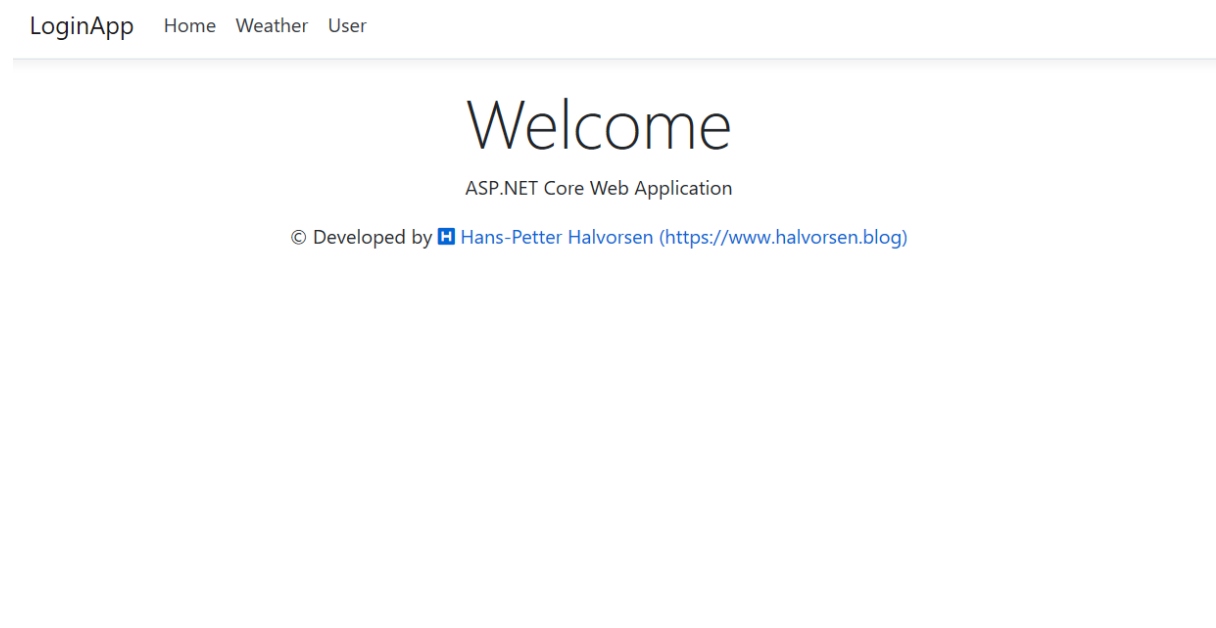 LoginApp Home Weather User
Welcome
ASP.NET Core Web Application
© Developed by H Hans-Petter Halvorsen (https://www.halvorsen.blog)